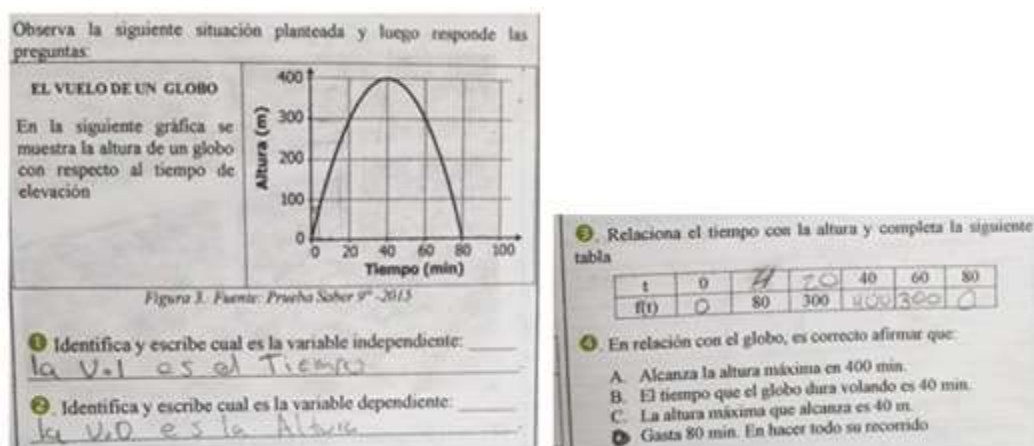 Observa la siguiente situación planteada y luego responde las
preguntas:
EL VUELO DE UN GLOBO
En la siguiente gráfica se
muestra la altura de un globo
con respecto al tiempo de
elevación
Altura (m)
400
300
200
100
0
0 20 40 60 80 100
Tiempo (min)
Figura 3. Fuente: Prueba Saber 9° -2015
1 Identifica y escribe cual es la variable independiente: ______
la V.I es el Tiempo
2. Identifica y escribe cual es la variable dependiente: ______
la V.D es la Altura
3. Relaciona el tiempo con la altura y completa la siguiente
tabla
t 0 4 20 40 60 80
f(t) 0 80 300 400 300 0
4. En relación con el globo, es correcto afirmar que:
A. Alcanza la altura máxima en 400 min.
B. El tiempo que el globo dura volando es 40 min.
C. La altura máxima que alcanza es 40 m.
Gasta 80 min. En hacer todo su recorrido